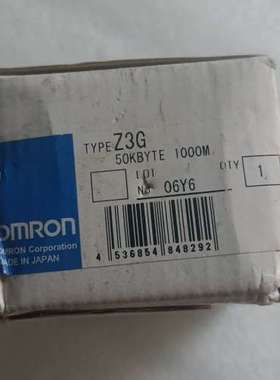 TYPE Z3G
50KBYTE 1000M
LOT
No 06Y6
QTY 1
OMRON
OMRON Corporation
MADE IN JAPAN
4 536854 848292